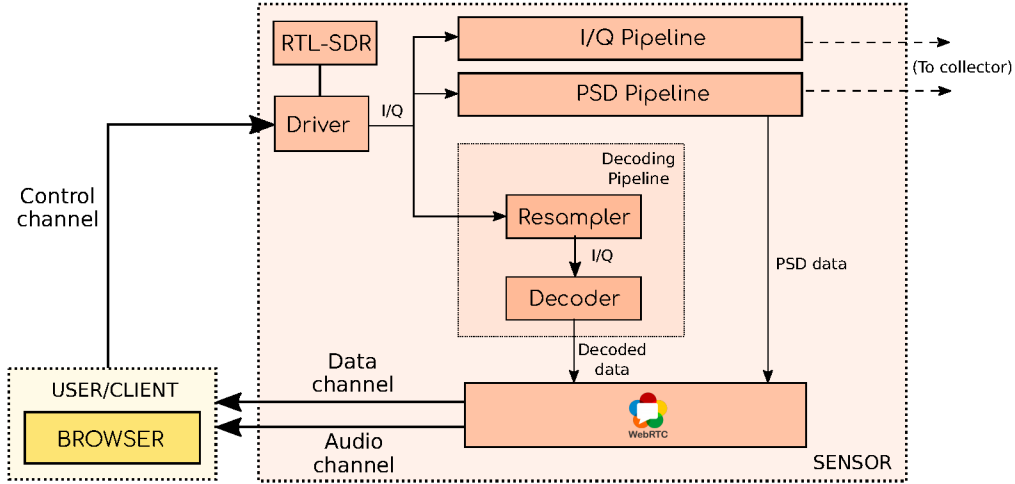 RTL-SDR
I/Q Pipeline
(To collector)
PSD Pipeline
Driver
I/Q
Decoding
Pipeline
Control
channel
Resampler
I/Q
PSD data
Decoder
Decoded
data
Data
channel
USER/CLIENT
BROWSER
WebRTC
Audio
channel
SENSOR